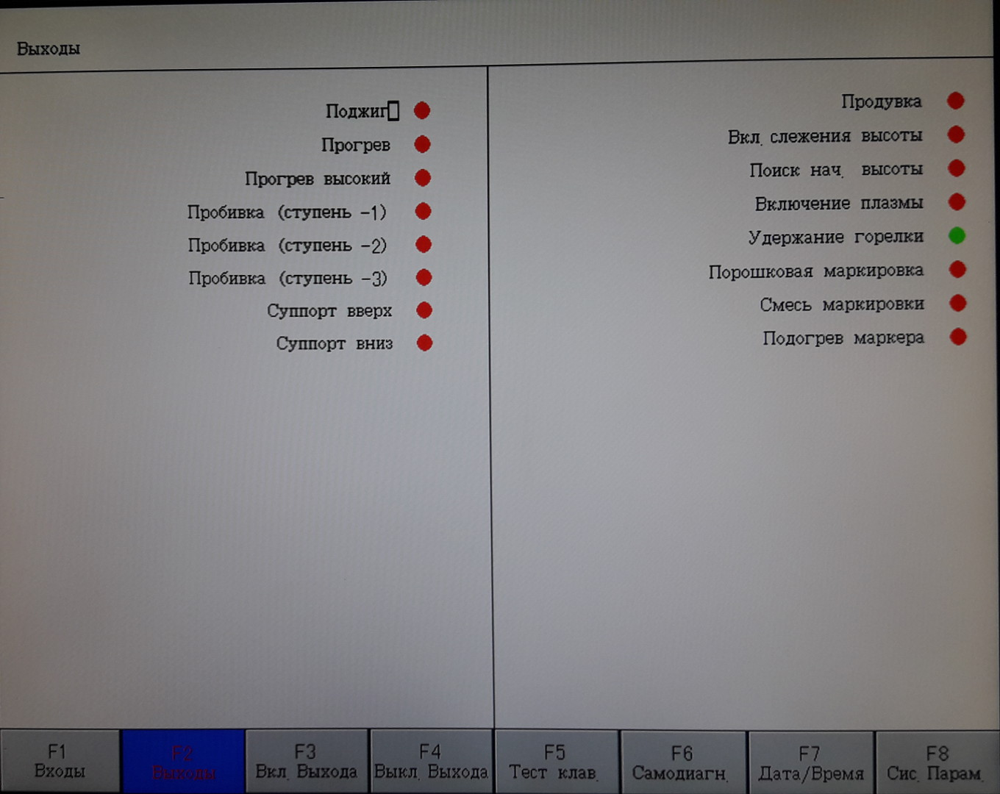 Выходы
Поджиг
Прогрев
Прогрев высокий
Пробивка (ступень -1)
Пробивка (ступень -2)
Пробивка (ступень -3)
Суппорт вверх
Суппорт вниз
Продувка
Вкл. слежения высоты
Поиск нач. высоты
Включение плазмы
Удержание горелки
Порошковая маркировка
Смесь маркировки
Подогрев маркера
F1
Входы
F2
Выходы
F3
Вкл. Выхода
F4
Выкл. Выхода
F5
Тест клав.
F6
Самодиагн.
F7
Дата/Время
F8
Сис. Парам.